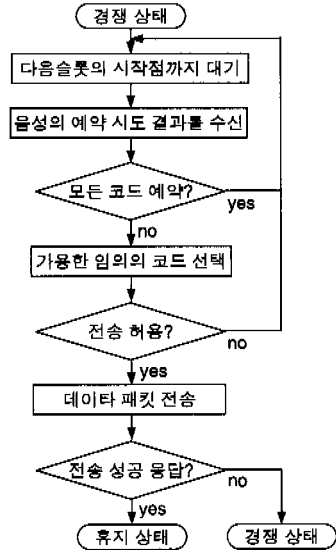 경쟁 상태
다음슬롯의 시작점까지 대기
음성의 예약 시도 결과를 수신
모든 코드 예약?
yes
no
가용한 임의의 코드 선택
전송 허용?
no
yes
데이타 패킷 전송
전송 성공 응답?
no
yes
휴지 상태
경쟁 상태